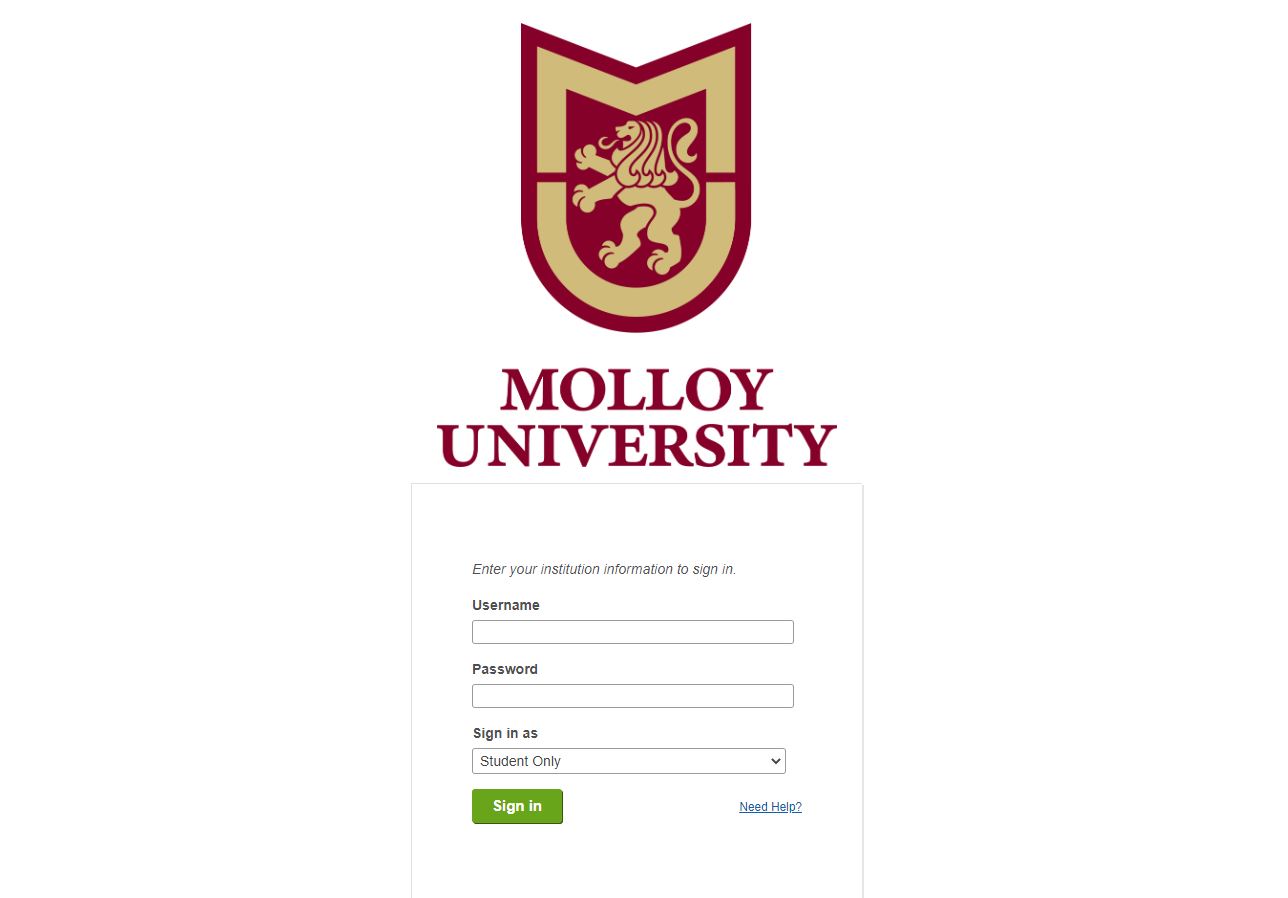 MOLLOY
UNIVERSITY
Enter your institution information to sign in.
Username
Password
Sign in as
Student Only
Sign in
Need Help?